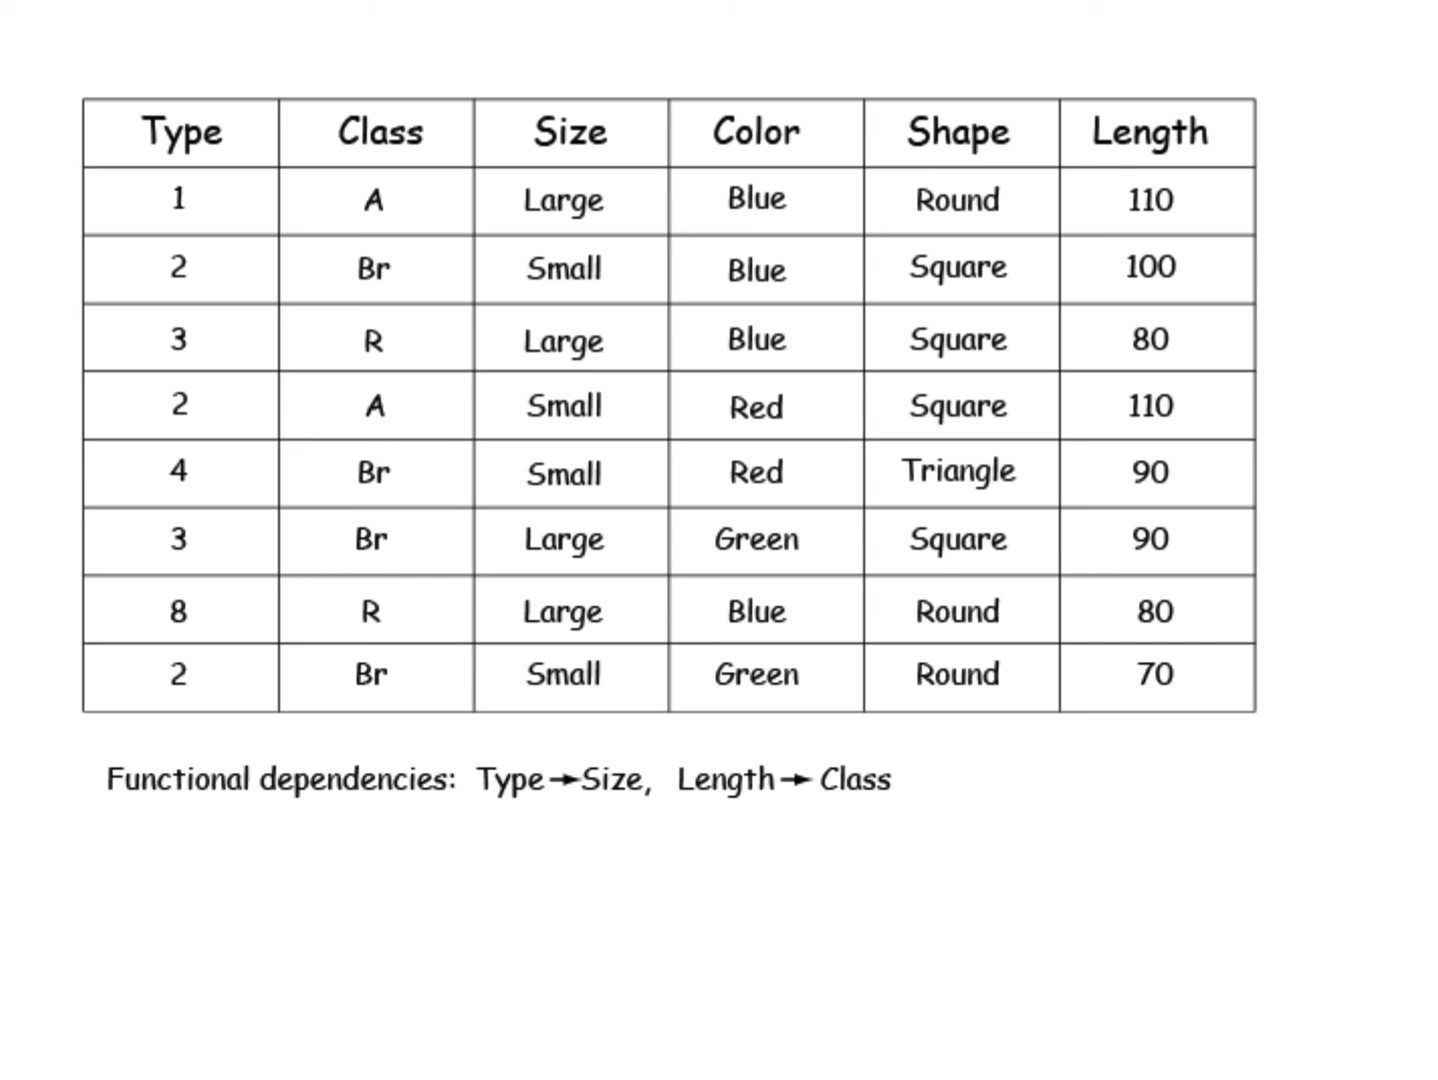 Type Class Size Color Shape Length
1 A Large Blue Round 110
2 Br Small Blue Square 100
3 R Large Blue Square 80
2 A Small Red Square 110
4 Br Small Red Triangle 90
3 Br Large Green Square 90
8 R Large Blue Round 80
2 Br Small Green Round 70
Functional dependencies: Type→Size, Length→ Class